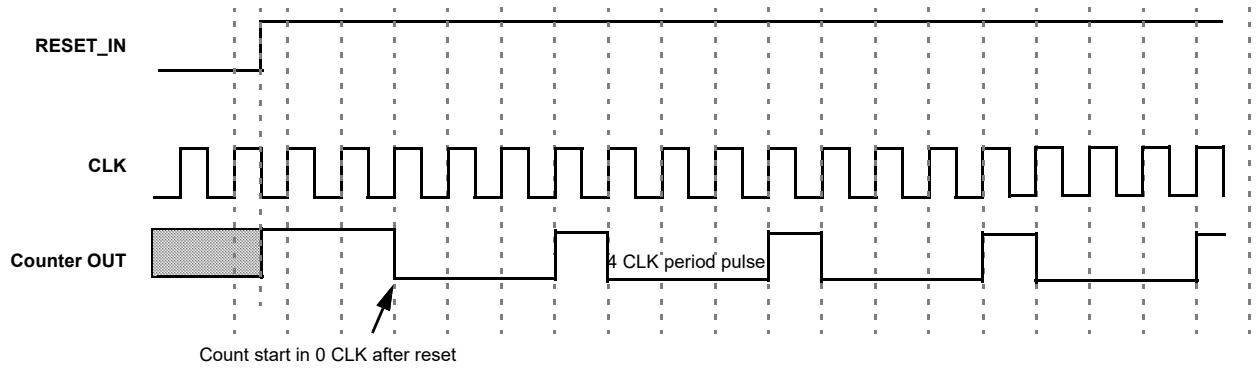 RESET_IN
CLK
Counter OUT
4 CLK period pulse
Count start in 0 CLK after reset